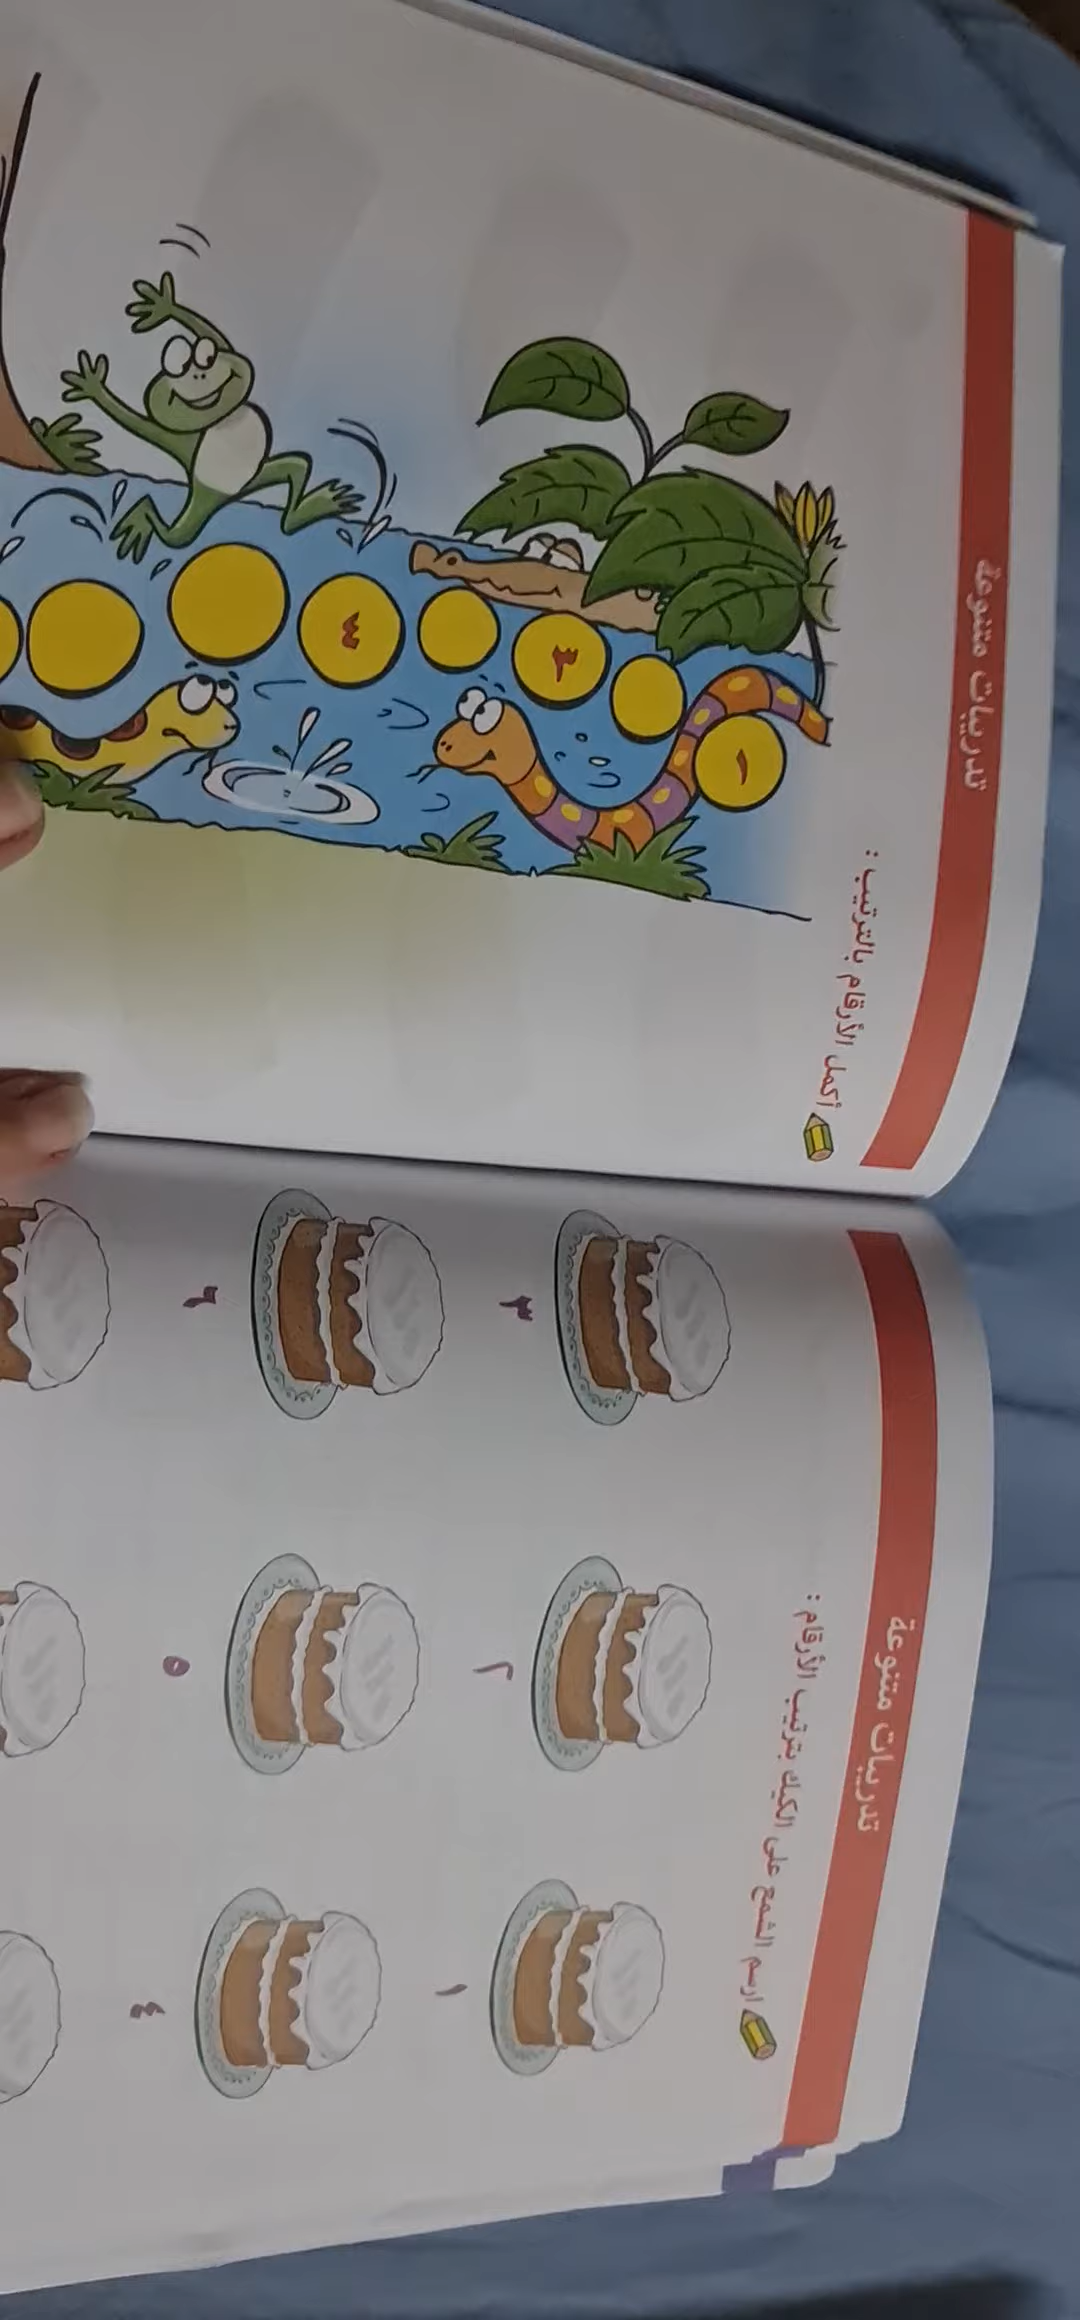 تدريبات متنوعة
ارسم الشمع على الكيك بترتيب الأرقام :
١ ٢ ٣
٤ ٥ ٦
تدريبات متنوعة
أكمل الأرقام بالترتيب :
١
٣